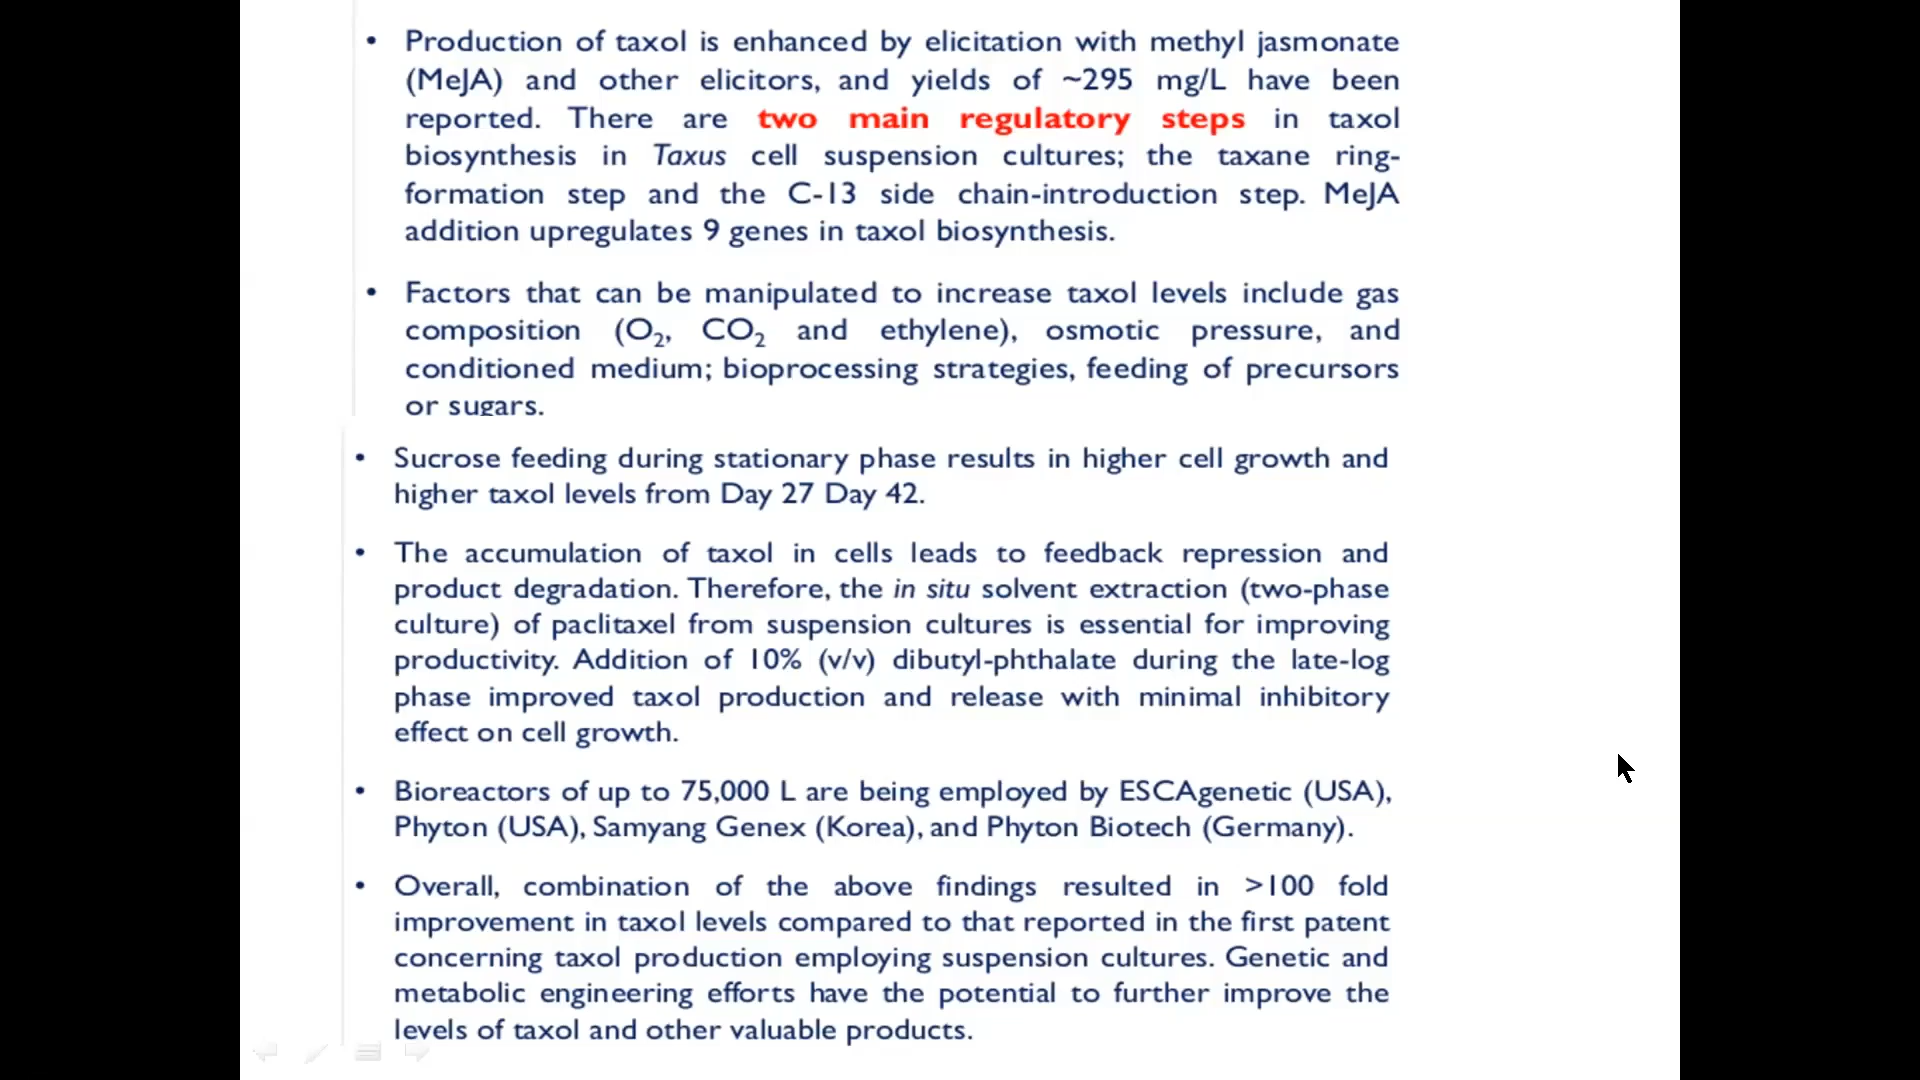 • Production of taxol is enhanced by elicitation with methyl jasmonate
(MeJA) and other elicitors, and yields of ~295 mg/L have been
reported. There are two main regulatory steps in taxol
biosynthesis in Taxus cell suspension cultures; the taxane ring-
formation step and the C-13 side chain-introduction step. MeJA
addition upregulates 9 genes in taxol biosynthesis.
• Factors that can be manipulated to increase taxol levels include gas
composition (O₂, CO₂ and ethylene), osmotic pressure, and
conditioned medium; bioprocessing strategies, feeding of precursors
or sugars.
• Sucrose feeding during stationary phase results in higher cell growth and
higher taxol levels from Day 27 Day 42.
• The accumulation of taxol in cells leads to feedback repression and
product degradation. Therefore, the in situ solvent extraction (two-phase
culture) of paclitaxel from suspension cultures is essential for improving
productivity. Addition of 10% (v/v) dibutyl-phthalate during the late-log
phase improved taxol production and release with minimal inhibitory
effect on cell growth.
• Bioreactors of up to 75,000 L are being employed by ESCAgenetic (USA),
Phyton (USA), Samyang Genex (Korea), and Phyton Biotech (Germany).
• Overall, combination of the above findings resulted in >100 fold
improvement in taxol levels compared to that reported in the first patent
concerning taxol production employing suspension cultures. Genetic and
metabolic engineering efforts have the potential to further improve the
levels of taxol and other valuable products.